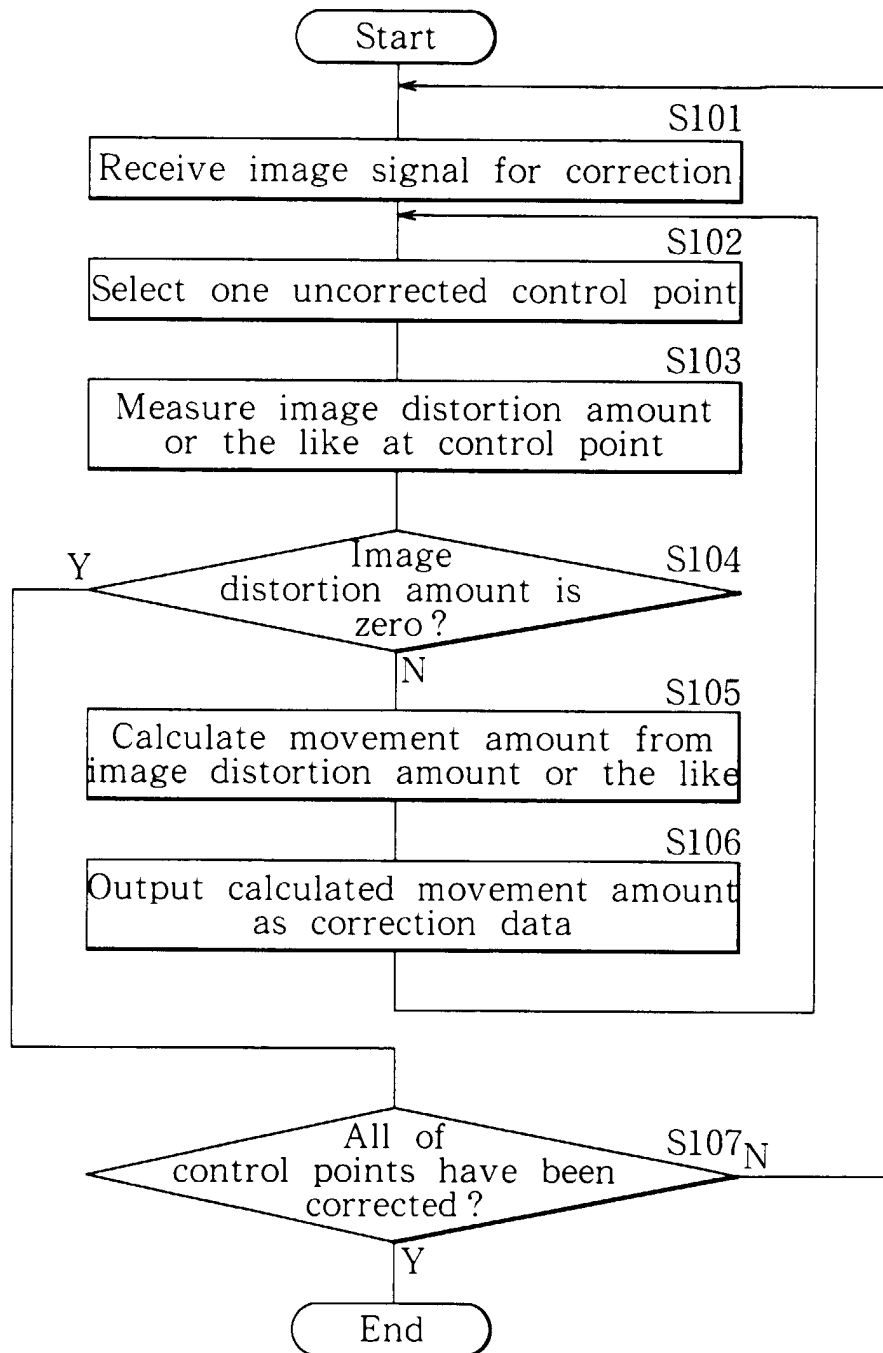 Start
S101
Receive image signal for correction
S102
Select one uncorrected control point
S103
Measure image distortion amount
or the like at control point
Y
Image
distortion amount is
zero?
S104
N
S105
Calculate movement amount from
image distortion amount or the like
S106
Output calculated movement amount
as correction data
All of
control points have been
corrected?
S107
N
Y
End